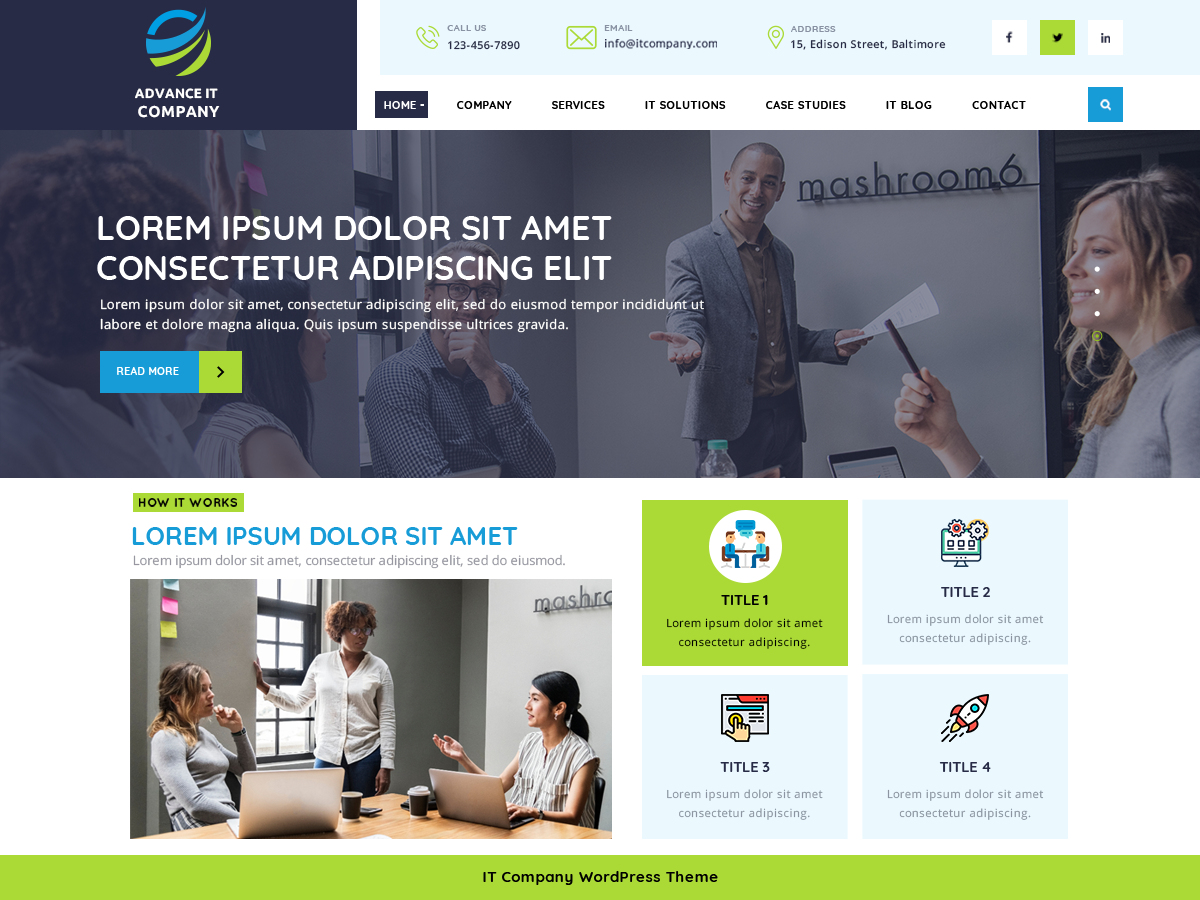 ADVANCE IT
COMPANY
CALL US
123-456-7890
EMAIL
info@itcompany.com
ADDRESS
15, Edison Street, Baltimore
HOME -
COMPANY
SERVICES
IT SOLUTIONS
CASE STUDIES
IT BLOG
CONTACT
mashroom6
LOREM IPSUM DOLOR SIT AMET
CONSECTETUR ADIPISCING ELIT
Lorem ipsum dolor sit amet, consectetur adipiscing elit, sed do eiusmod tempor incididunt ut
labore et dolore magna aliqua. Quis ipsum suspendisse ultrices gravida.
READ MORE
HOW IT WORKS
LOREM IPSUM DOLOR SIT AMET
Lorem ipsum dolor sit amet, consectetur adipiscing elit, sed do eiusmod.
mashro
TITLE 1
Lorem ipsum dolor sit amet
consectetur adipiscing.
TITLE 2
Lorem ipsum dolor sit amet
consectetur adipiscing.
TITLE 3
Lorem ipsum dolor sit amet
consectetur adipiscing.
TITLE 4
Lorem ipsum dolor sit amet
consectetur adipiscing.
IT Company WordPress Theme